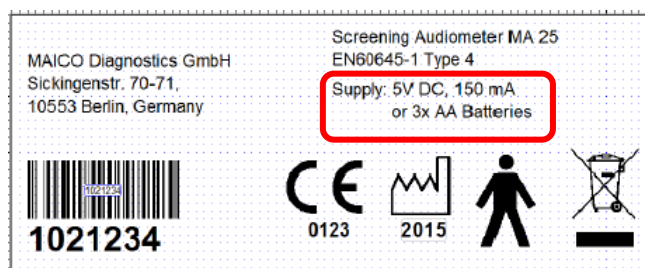 MAICO Diagnostics GmbH
Sickingenstr. 70-71,
10553 Berlin, Germany
Screening Audiometer MA 25
EN60645-1 Type 4
Supply: 5V DC, 150 mA
or 3x AA Batteries
1021234
1021234
CE
0123
2015